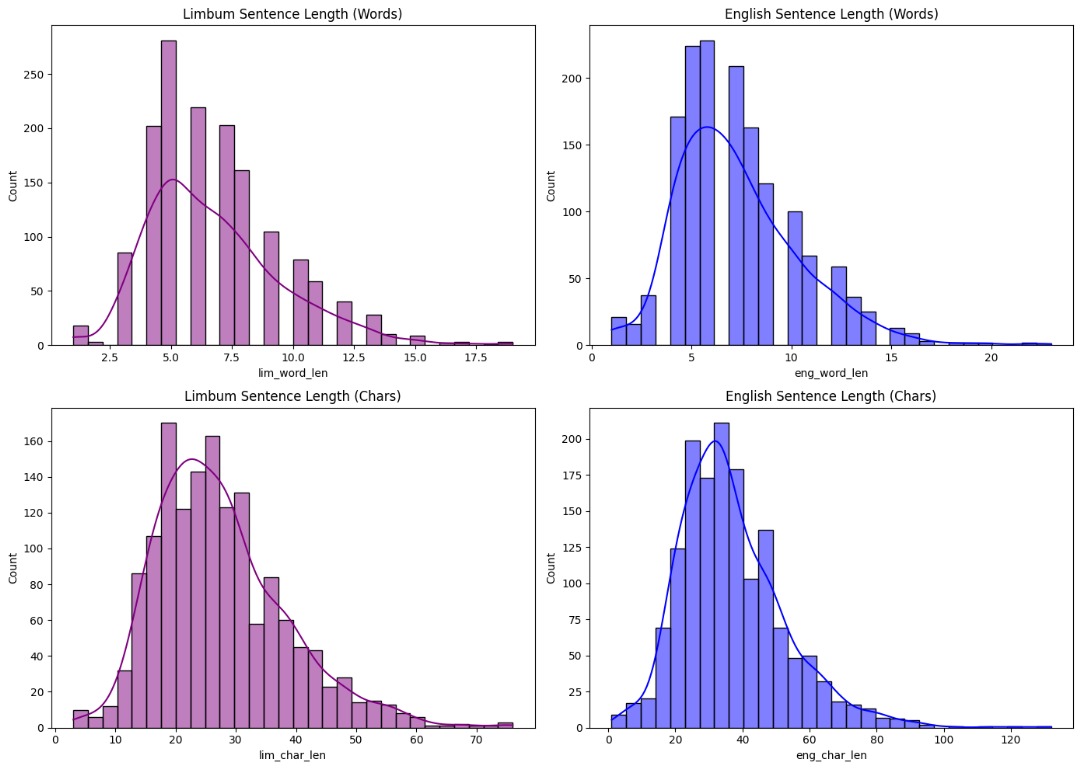 Limbum Sentence Length (Words)
English Sentence Length (Words)
250
200
150
100
50
0
Count
2.5 5.0 7.5 10.0 12.5 15.0 17.5
lim_word_len
200
150
100
50
0
Count
0 5 10 15 20
eng_word_len
Limbum Sentence Length (Chars)
English Sentence Length (Chars)
160
140
120
100
80
60
40
20
0
Count
0 10 20 30 40 50 60 70
lim_char_len
200
175
150
125
100
75
50
25
0
Count
0 20 40 60 80 100 120
eng_char_len